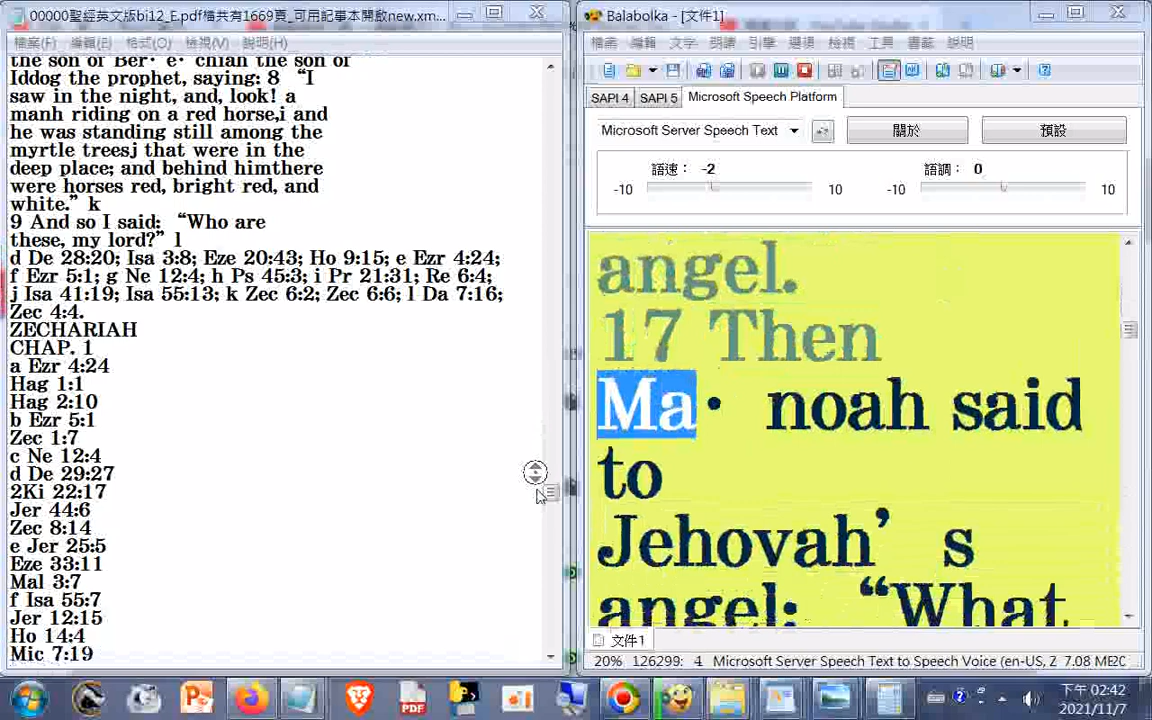 00000聖經英文版bi12_E.pdf檔共有1669頁_可用記事本開啟new.xm...
檔案(F) 編輯(E) 格式(O) 檢視(V) 說明(H)
the son of Ber· e· chian the son of
Iddog the prophet, saying: 8 “I
saw in the night, and, look! a
manh riding on a red horse,i and
he was standing still among the
myrtle treesj that were in the
deep place; and behind himthere
were horses red, bright red, and
white.” k
9 And so I said: “Who are
these, my lord?” l
d De 28:20; Isa 3:8; Eze 20:43; Ho 9:15; e Ezr 4:24;
f Ezr 5:1; g Ne 12:4; h Ps 45:3; i Pr 21:31; Re 6:4;
j Isa 41:19; Isa 55:13; k Zec 6:2; Zec 6:6; l Da 7:16;
Zec 4:4.
ZECHARIAH
CHAP. 1
a Ezr 4:24
Hag 1:1
Hag 2:10
b Ezr 5:1
Zec 1:7
c Ne 12:4
d De 29:27
2Ki 22:17
Jer 44:6
Zec 8:14
e Jer 25:5
Eze 33:11
Mal 3:7
f Isa 55:7
Jer 12:15
Ho 14:4
Mic 7:19
Balabolka - [文件1]
檔案 編輯 文字 朗讀 引擎 選項 檢視 工具 書籤 說明
SAPI 4 SAPI 5 Microsoft Speech Platform
Microsoft Server Speech Text 關於 預設
語速： -2 語調： 0
-10 10 -10 10
angel.
17 Then
Ma· noah said
to
Jehovah’ s
angel: “What
文件1
20% 126299: 4 Microsoft Server Speech Text to Speech Voice (en-US, Z 7.08 ME
下午 02:42
2021/11/7